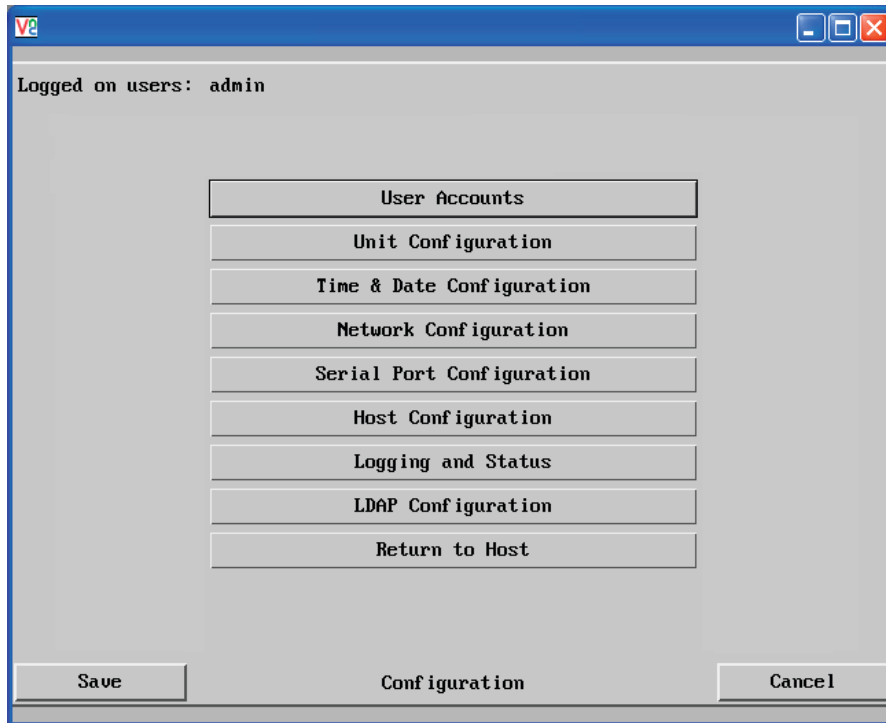 VNC
Logged on users: admin
User Accounts
Unit Configuration
Time & Date Configuration
Network Configuration
Serial Port Configuration
Host Configuration
Logging and Status
LDAP Configuration
Return to Host
Save Configuration Cancel